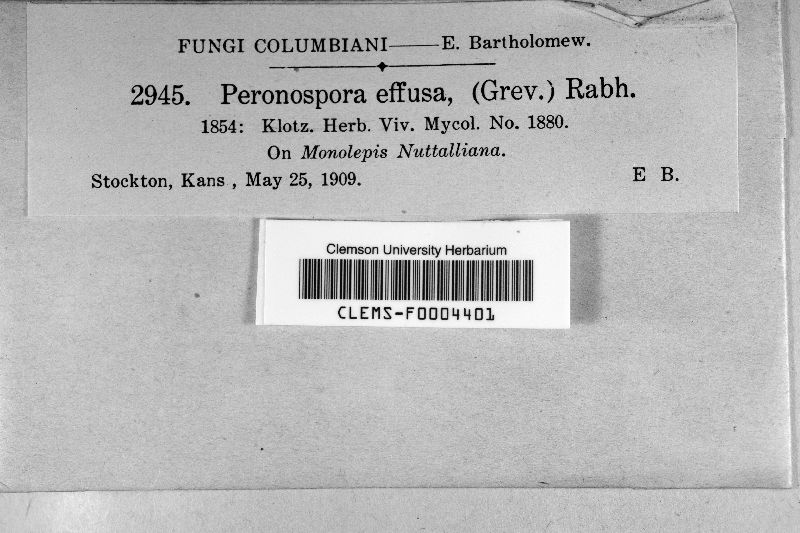 FUNGI COLUMBIANI——E. Bartholomew.
2945. Peronospora effusa, (Grev.) Rabh.
1854: Klotz. Herb. Viv. Mycol. No. 1880.
On Monolepis Nuttalliana.
Stockton, Kans , May 25, 1909. E B.
Clemson University Herbarium
CLEMS-F0004401